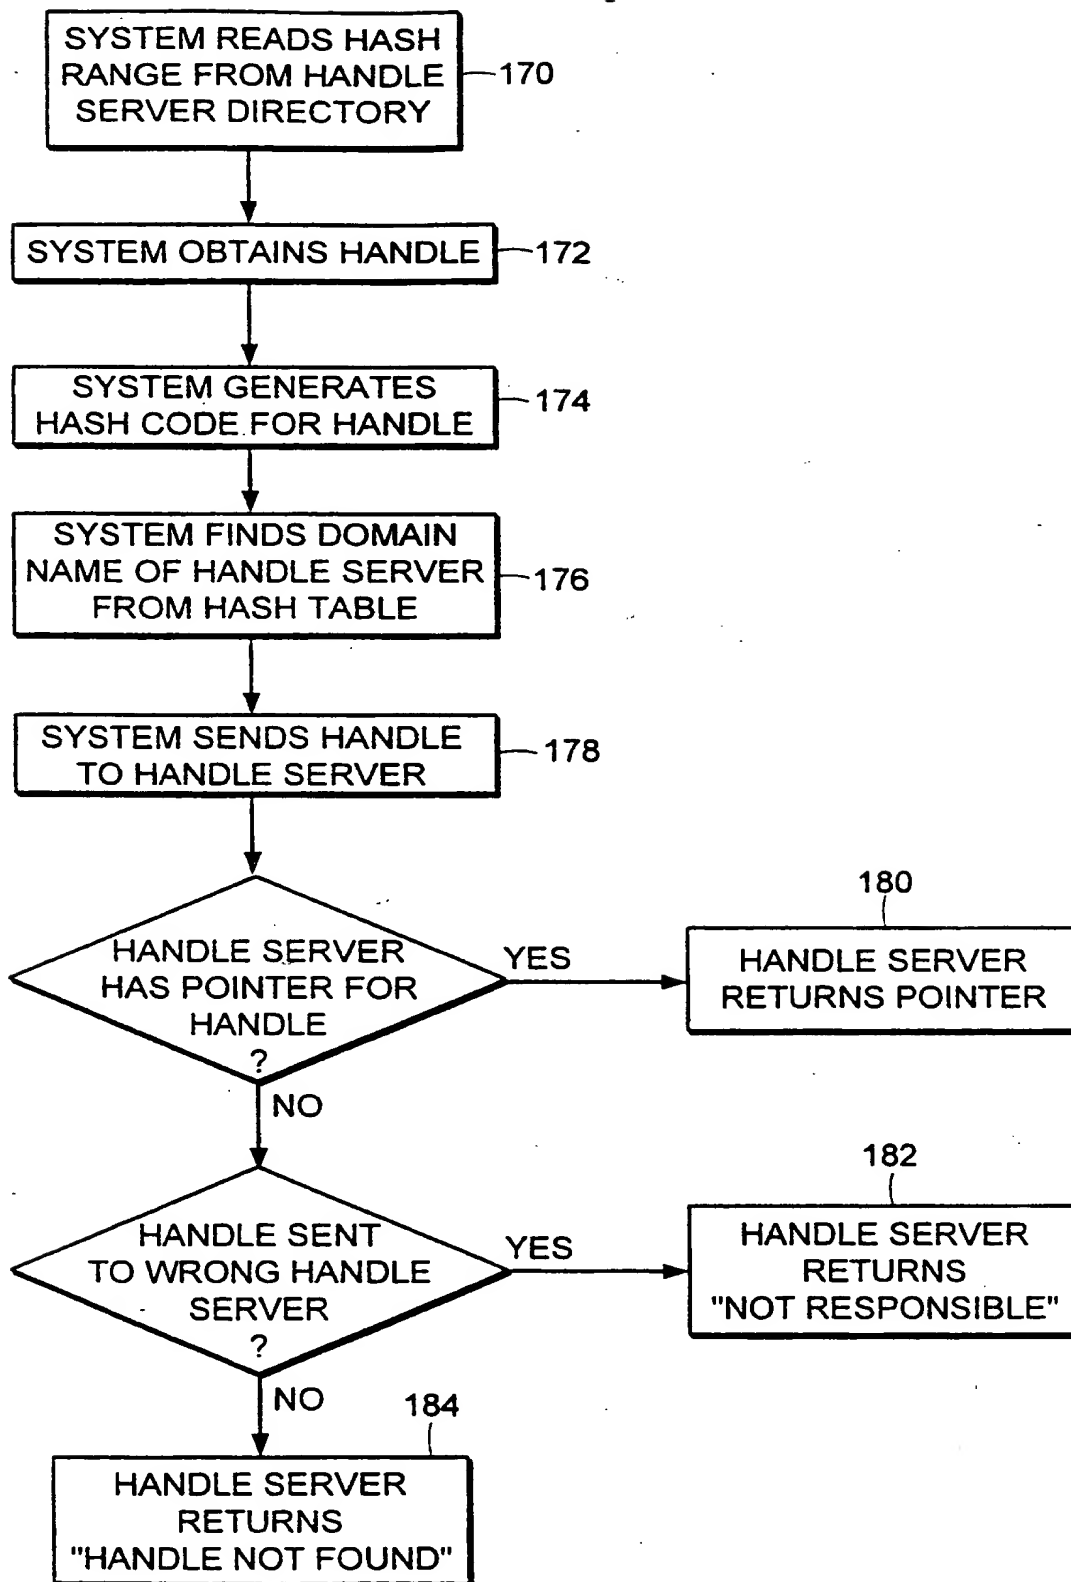 SYSTEM READS HASH
RANGE FROM HANDLE
SERVER DIRECTORY
170
SYSTEM OBTAINS HANDLE
172
SYSTEM GENERATES
HASH CODE FOR HANDLE
174
SYSTEM FINDS DOMAIN
NAME OF HANDLE SERVER
FROM HASH TABLE
176
SYSTEM SENDS HANDLE
TO HANDLE SERVER
178
HANDLE SERVER
HAS POINTER FOR
HANDLE
?
YES
180
HANDLE SERVER
RETURNS POINTER
NO
HANDLE SENT
TO WRONG HANDLE
SERVER
?
YES
182
HANDLE SERVER
RETURNS
"NOT RESPONSIBLE"
NO
184
HANDLE SERVER
RETURNS
"HANDLE NOT FOUND"